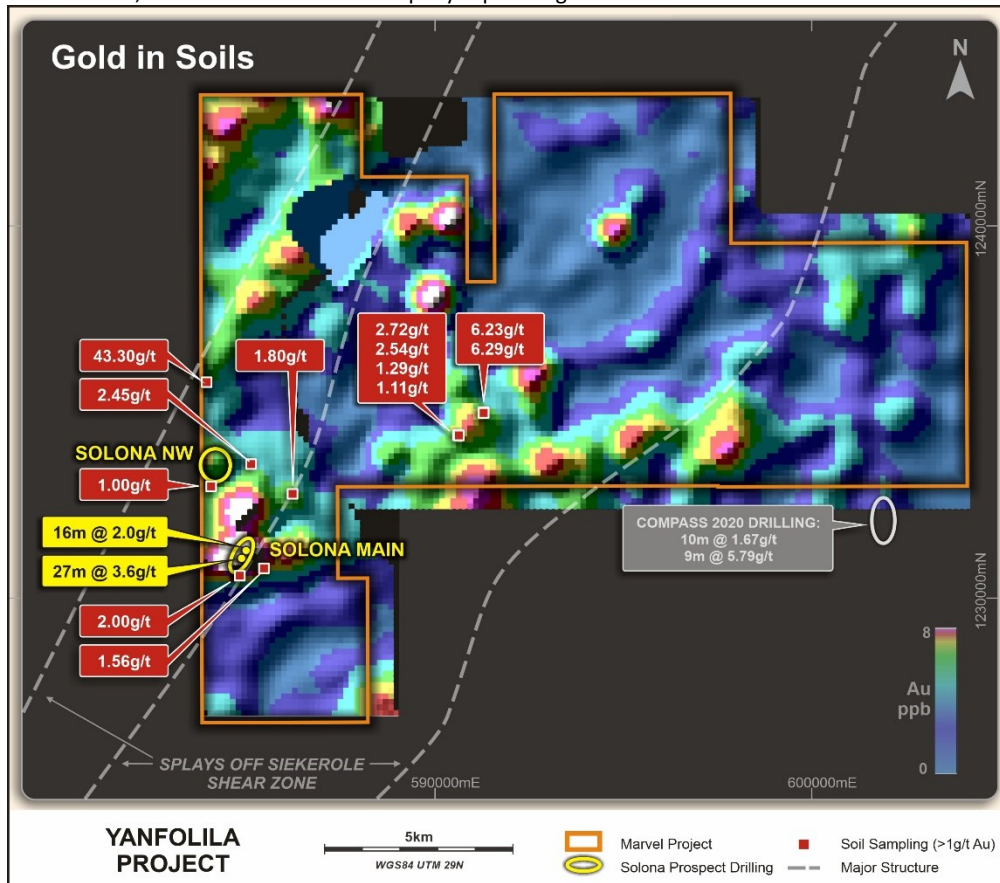 Gold in Soils
N
1240000mN
43.30g/t
2.45g/t
1.80g/t
2.72g/t
2.54g/t
1.29g/t
1.11g/t
6.23g/t
6.29g/t
SOLONA NW
1.00g/t
16m @ 2.0g/t
27m @ 3.6g/t
SOLONA MAIN
2.00g/t
1.56g/t
COMPASS 2020 DRILLING:
10m @ 1.67g/t
9m @ 5.79g/t
1230000mN
8
Au
ppb
0
SPLAYS OFF SIEKEROLE
SHEAR ZONE
590000mE
600000mE
YANFOLILA
PROJECT
5km
WGS84 UTM 29N
Marvel Project
Solona Prospect Drilling
Soil Sampling (>1g/t Au)
Major Structure